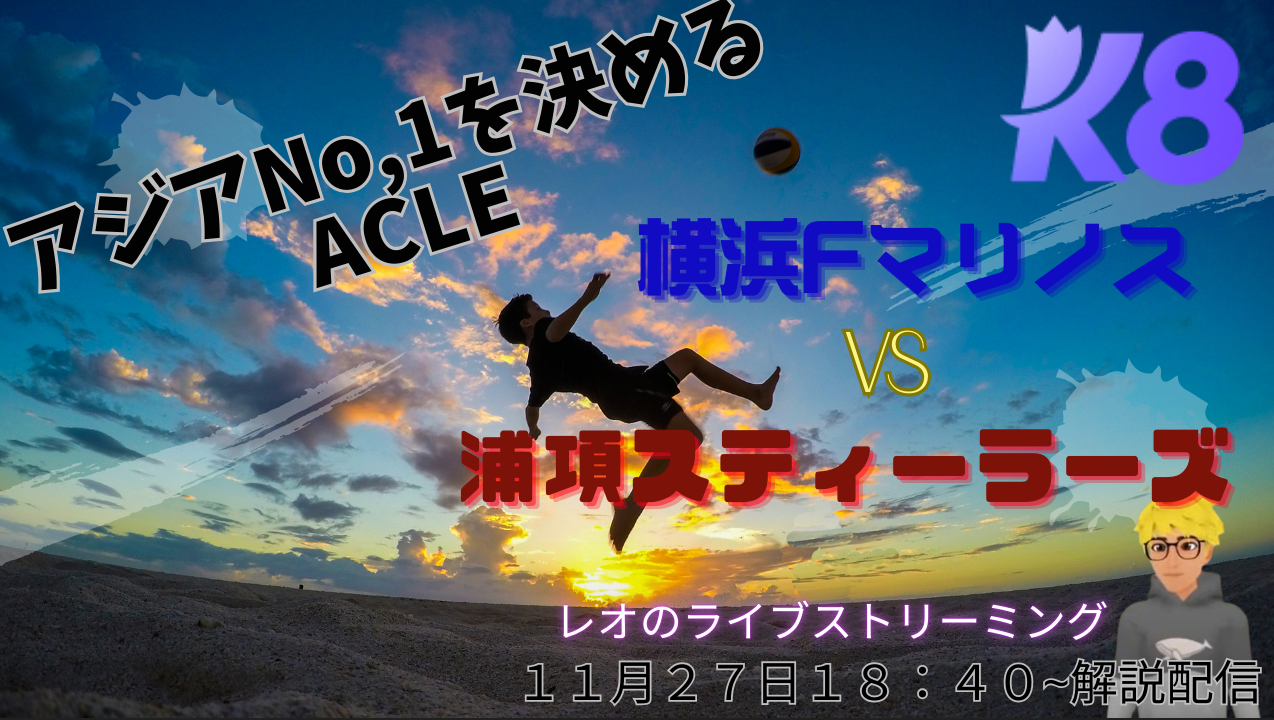 アジアNo,1を決める
ACLE
K8
横浜Fマリノス
VS
浦項スティーラーズ
レオのライブストリーミング
１１月２７日１８：４０~解説配信